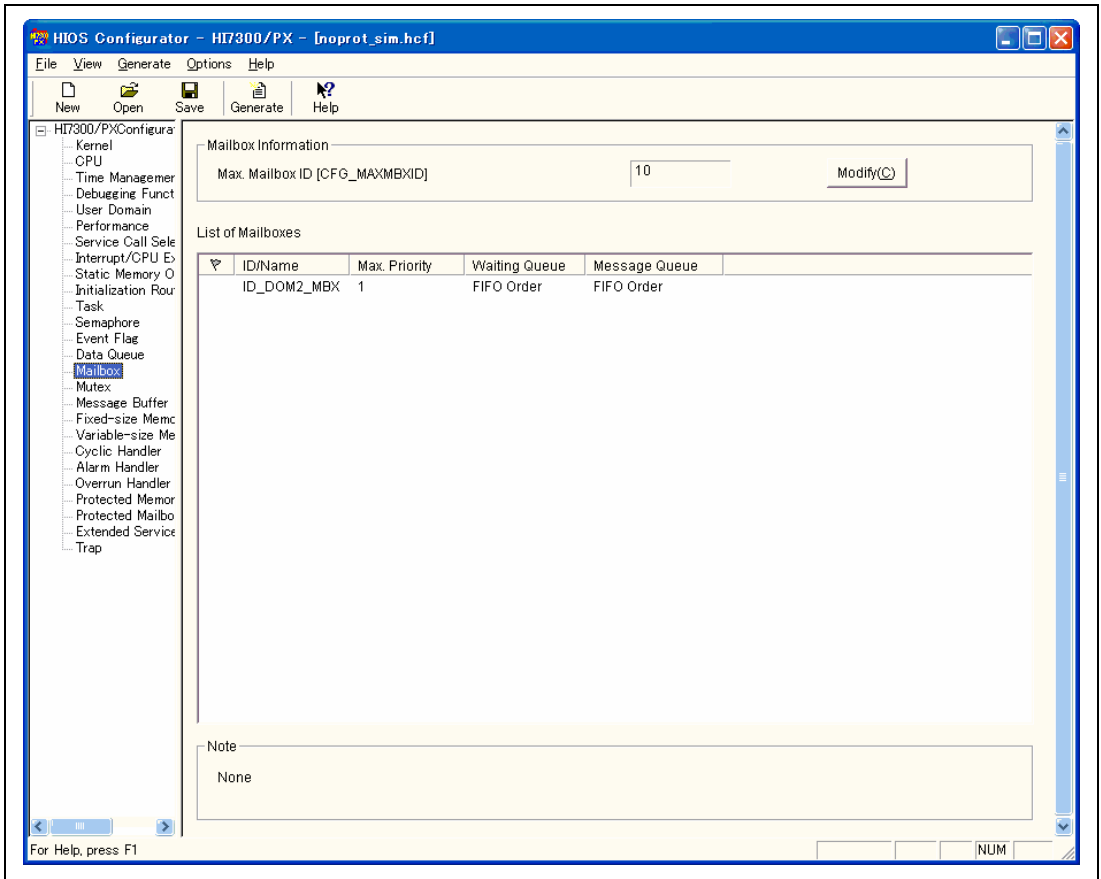 HIOS Configurator - HI7300/PX - [noprot_sim.hcf]
File View Generate Options Help
New Open Save Generate Help
HI7300/PXConfigura
Kernel
CPU
Time Managemer
Debugging Funct
User Domain
Performance
Service Call Sele
Interrupt/CPU E
Static Memory O
Initialization Rou
Task
Semaphore
Event Flag
Data Queue
Mailbox
Mutex
Message Buffer
Fixed-size Memc
Variable-size Me
Cyclic Handler
Alarm Handler
Overrun Handler
Protected Memor
Protected Mailbo
Extended Service
Trap
Mailbox Information
Max. Mailbox ID [CFG_MAXMBXID] 10 Modify(C)
List of Mailboxes
ID/Name Max. Priority Waiting Queue Message Queue
ID_DOM2_MBX 1 FIFO Order FIFO Order
Note
None
For Help, press F1 NUM